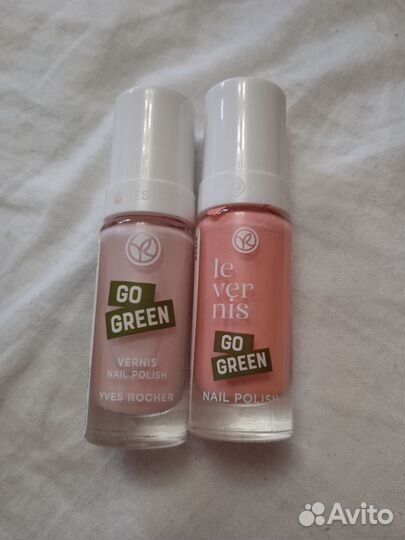 GO
GREEN
VERNIS
NAIL POLISH
YVES ROCHER
le
ver
nis
GO
GREEN
NAIL POLISH
Avito